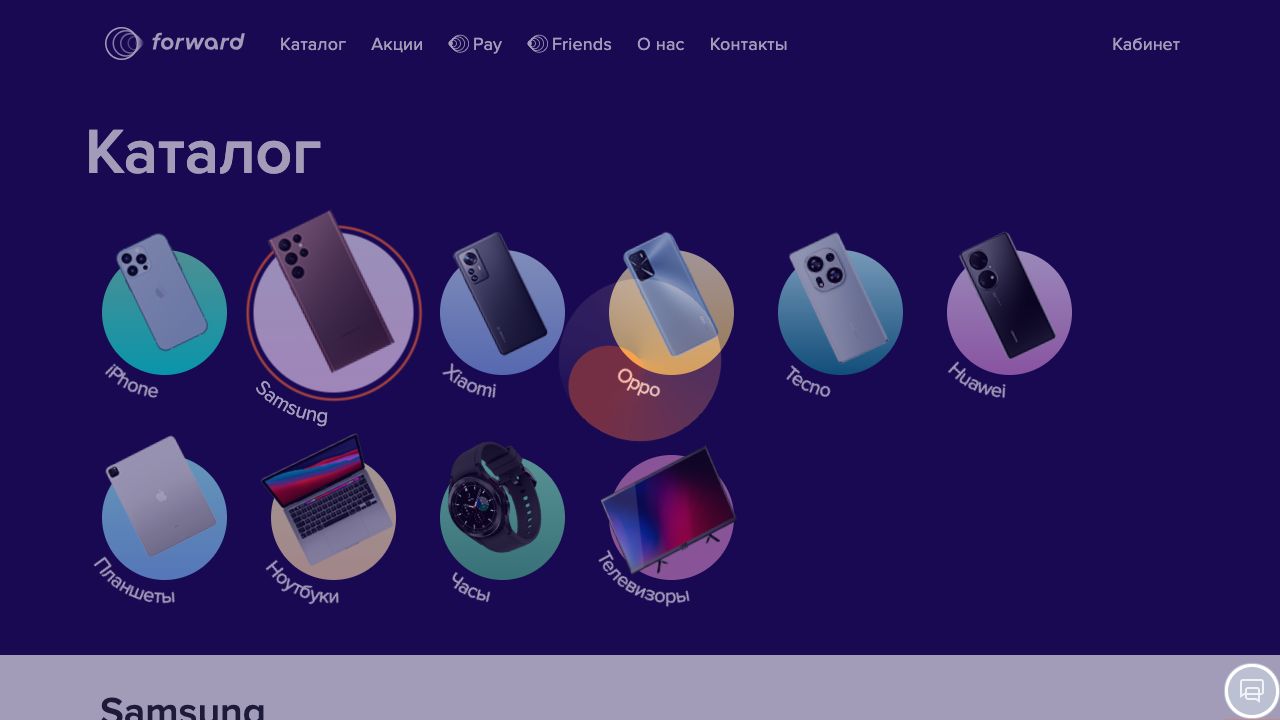 forward Каталог Акции Pay Friends О нас Контакты Кабинет
Каталог
iPhone Samsung Xiaomi Oppo Tecno Huawei
Планшеты Ноутбуки Часы Телевизоры
Samsung